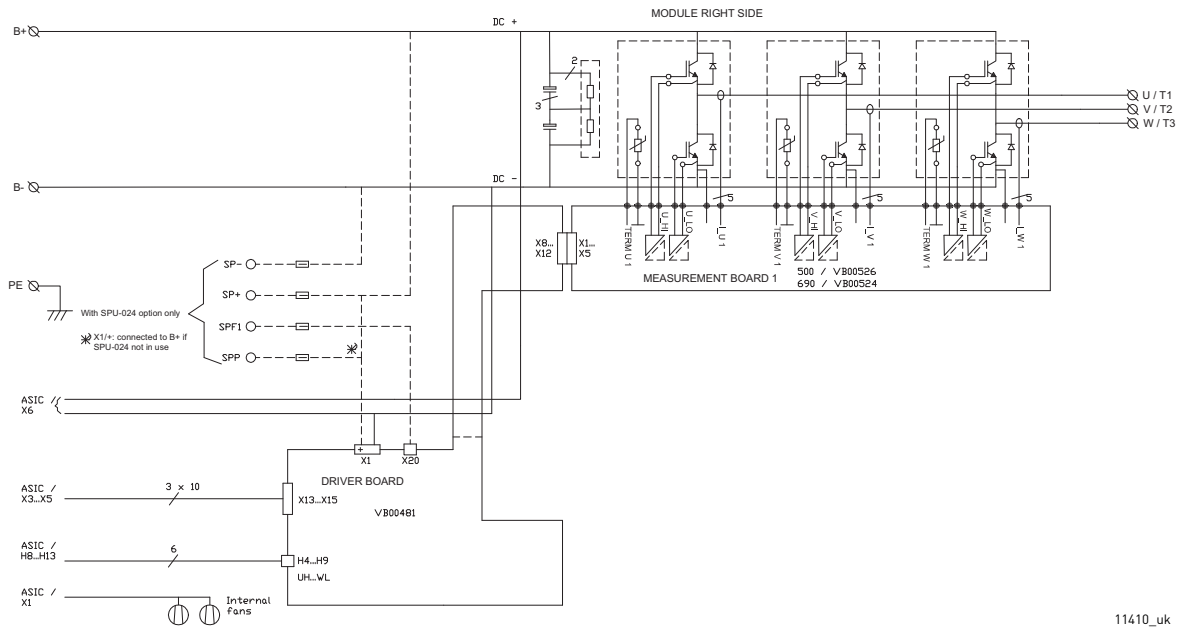 MODULE RIGHT SIDE
B+
DC +
2
3
U / T1
V / T2
W / T3
B-
DC -
5
5
5
TERM U 1
U_HI
U_LO
I_U 1
TERM V 1
V_HI
V_LO
I_V 1
TERM W 1
W_HI
W_LO
I_W 1
X8...
X12
X1...
X5
MEASUREMENT BOARD 1
500 / VB00526
690 / VB00524
PE
SP-
SP+
SPF1
SPP
With SPU-024 option only
X1/+: connected to B+ if
SPU-024 not in use
ASIC /
X6
+
X1
X20
DRIVER BOARD
VB00481
ASIC /
X3...X5
3 x 10
X13...X15
ASIC /
H8...H13
6
H4...H9
UH...WL
ASIC /
X1
Internal
fans
11410_uk